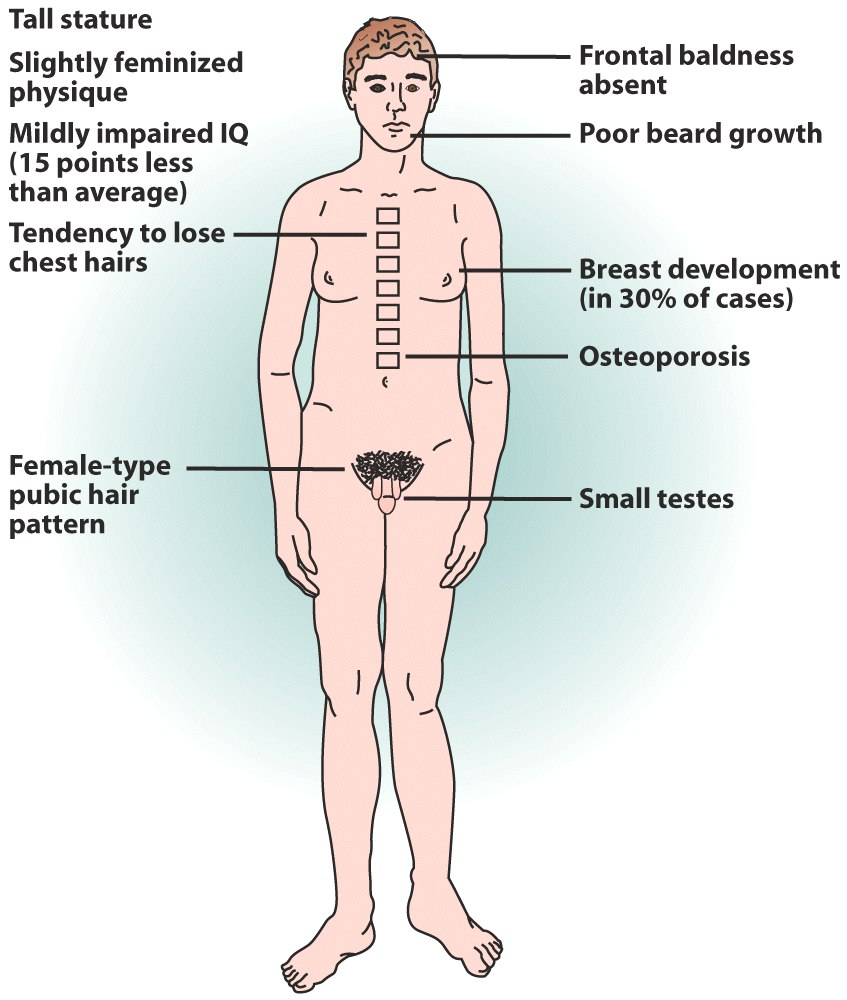 Tall stature
Slightly feminized
physique
Mildly impaired IQ
(15 points less
than average)
Tendency to lose
chest hairs
Female-type
pubic hair
pattern
Frontal baldness
absent
Poor beard growth
Breast development
(in 30% of cases)
Osteoporosis
Small testes